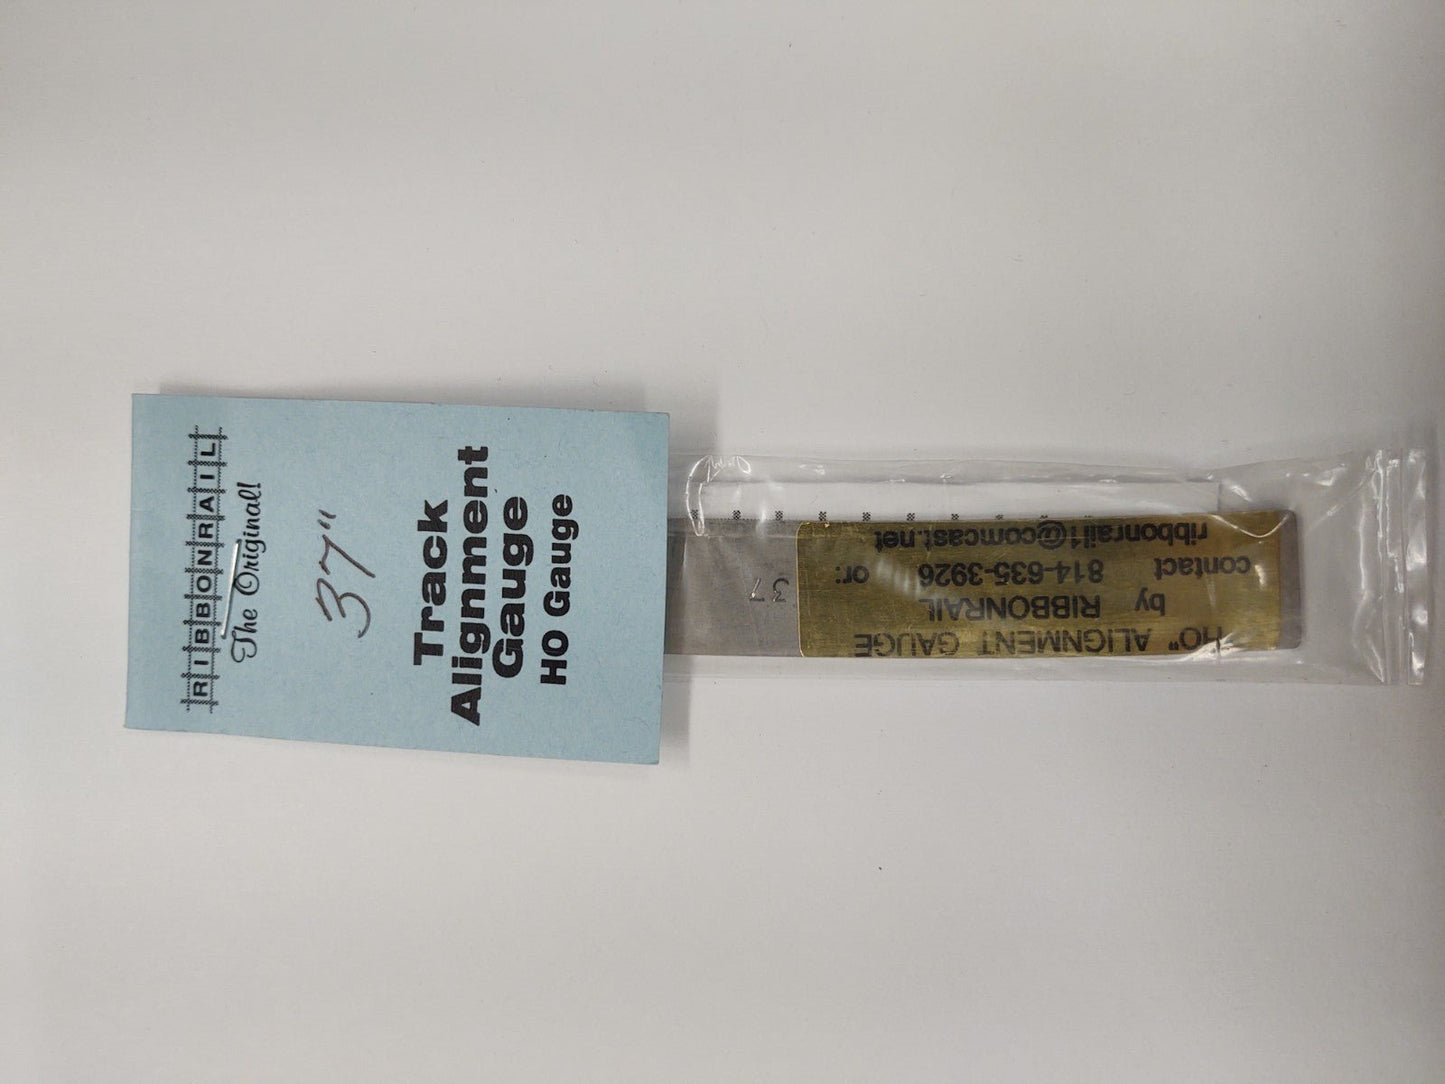 RIBBONRAIL
The Original!
37"
Track
Alignment
Gauge
HO Gauge
37
HO" ALIGNMENT GAUGE
by RIBBONRAIL
contact 814-635-3926 or:
ribbonrail1@comcast.net